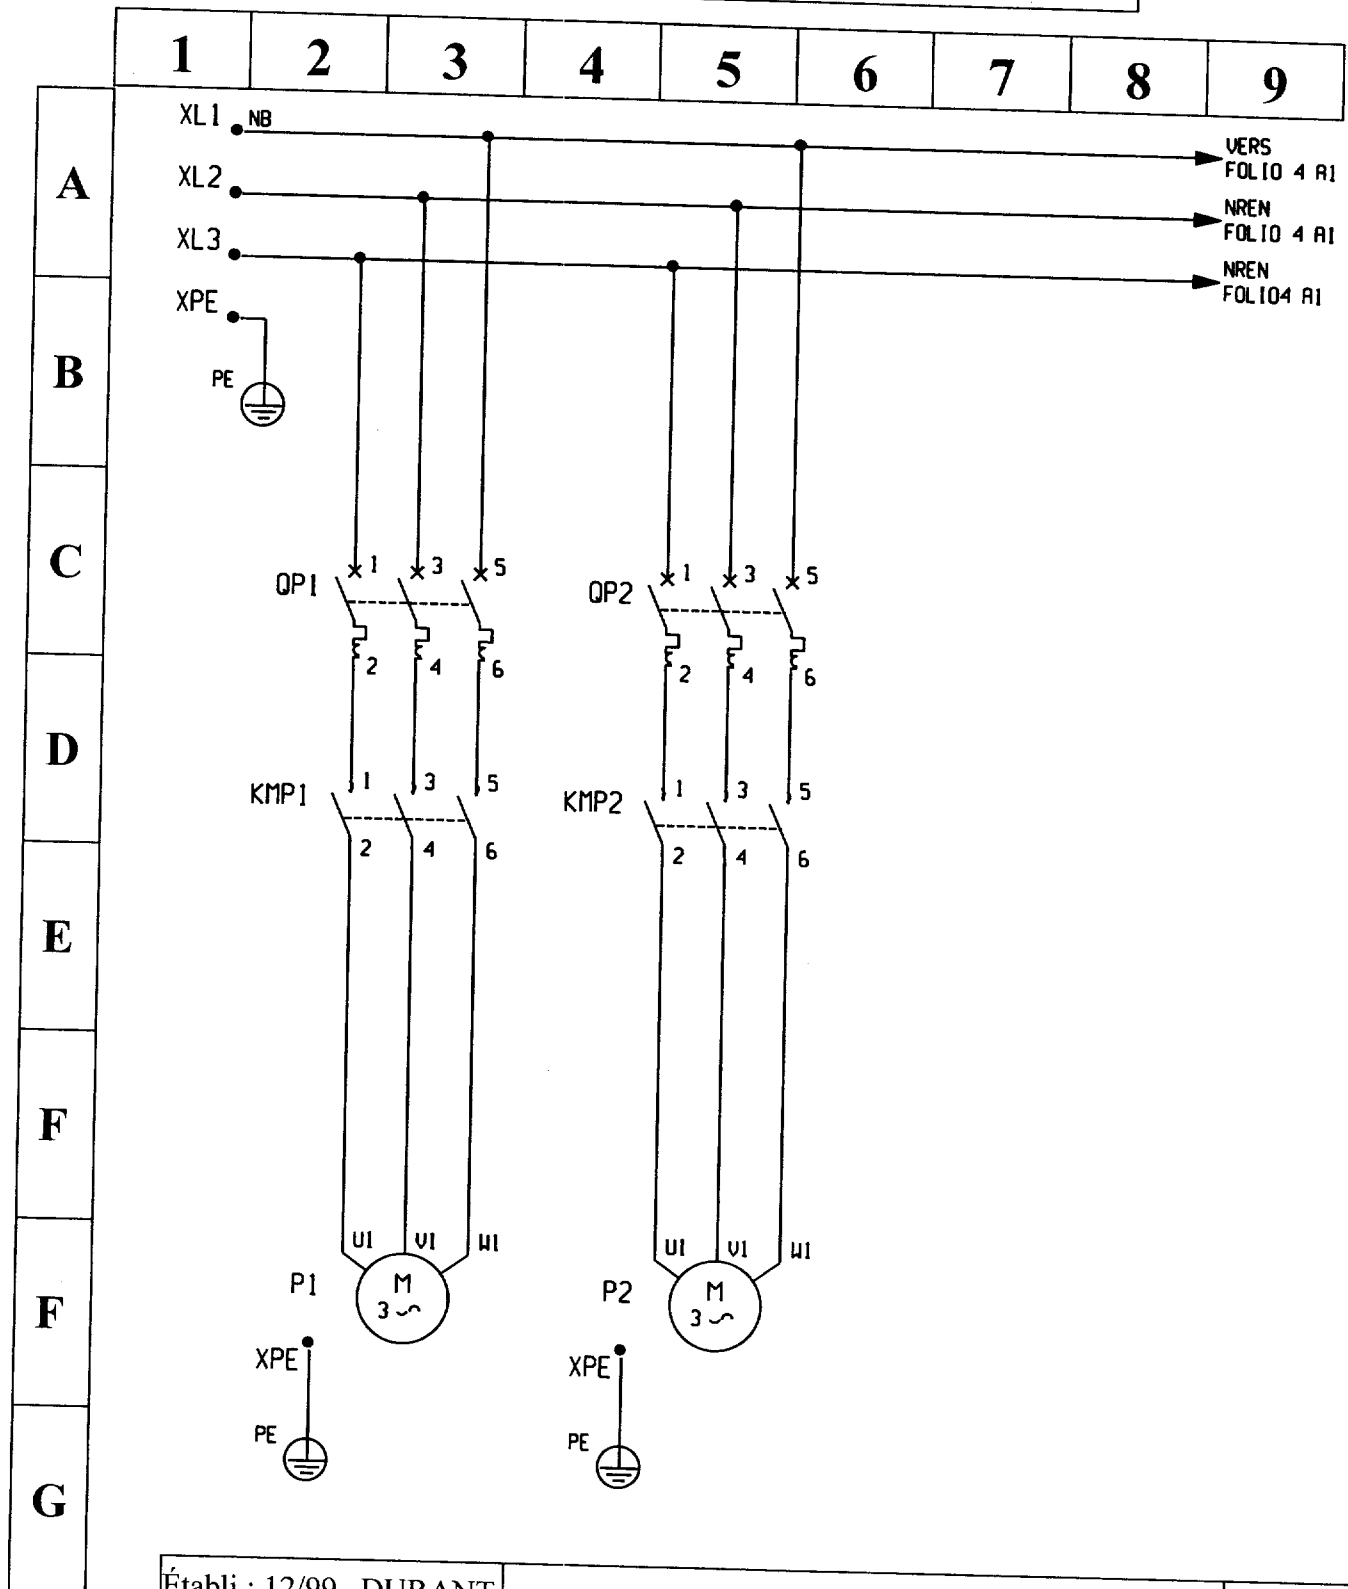 1 2 3 4 5 6 7 8 9
A
XL1 NB
VERS
FOLIO 4 A1
XL2
NREN
FOLIO 4 A1
XL3
NREN
FOLIO4 A1
B
XPE
PE
C
QP1 1 3 5
QP2 1 3 5
2 4 6
2 4 6
D
KMP1 1 3 5
KMP2 1 3 5
2 4 6
2 4 6
E
F
U1 V1 W1
U1 V1 W1
F
P1 M
3~
P2 M
3~
XPE
XPE
PE
PE
G
Établi : 12/99 DURANT